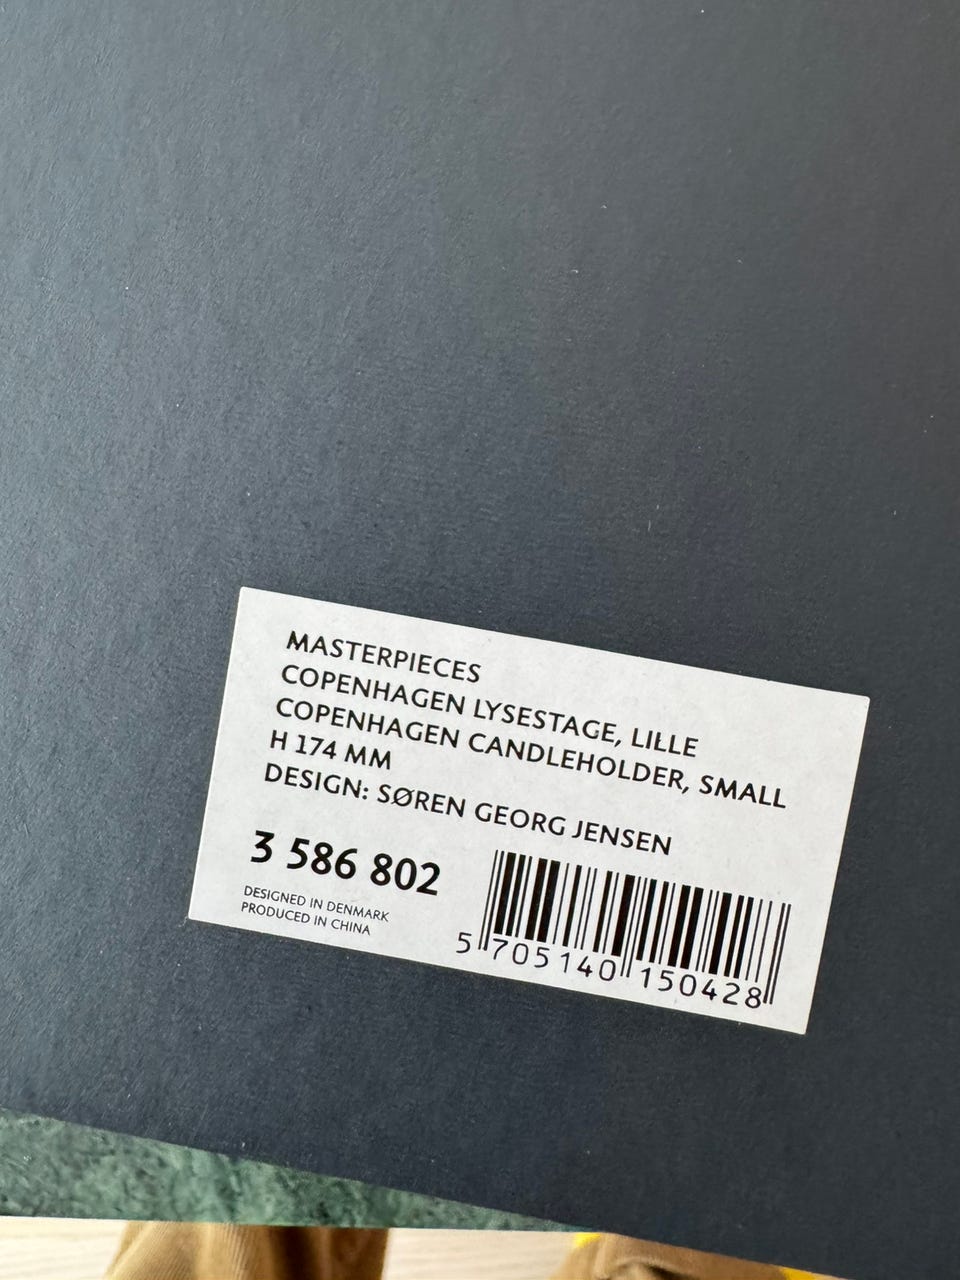 MASTERPIECES
COPENHAGEN LYSESTAGE, LILLE
COPENHAGEN CANDLEHOLDER, SMALL
H 174 MM
DESIGN: SØREN GEORG JENSEN
3 586 802
DESIGNED IN DENMARK
PRODUCED IN CHINA
5 705140 150428